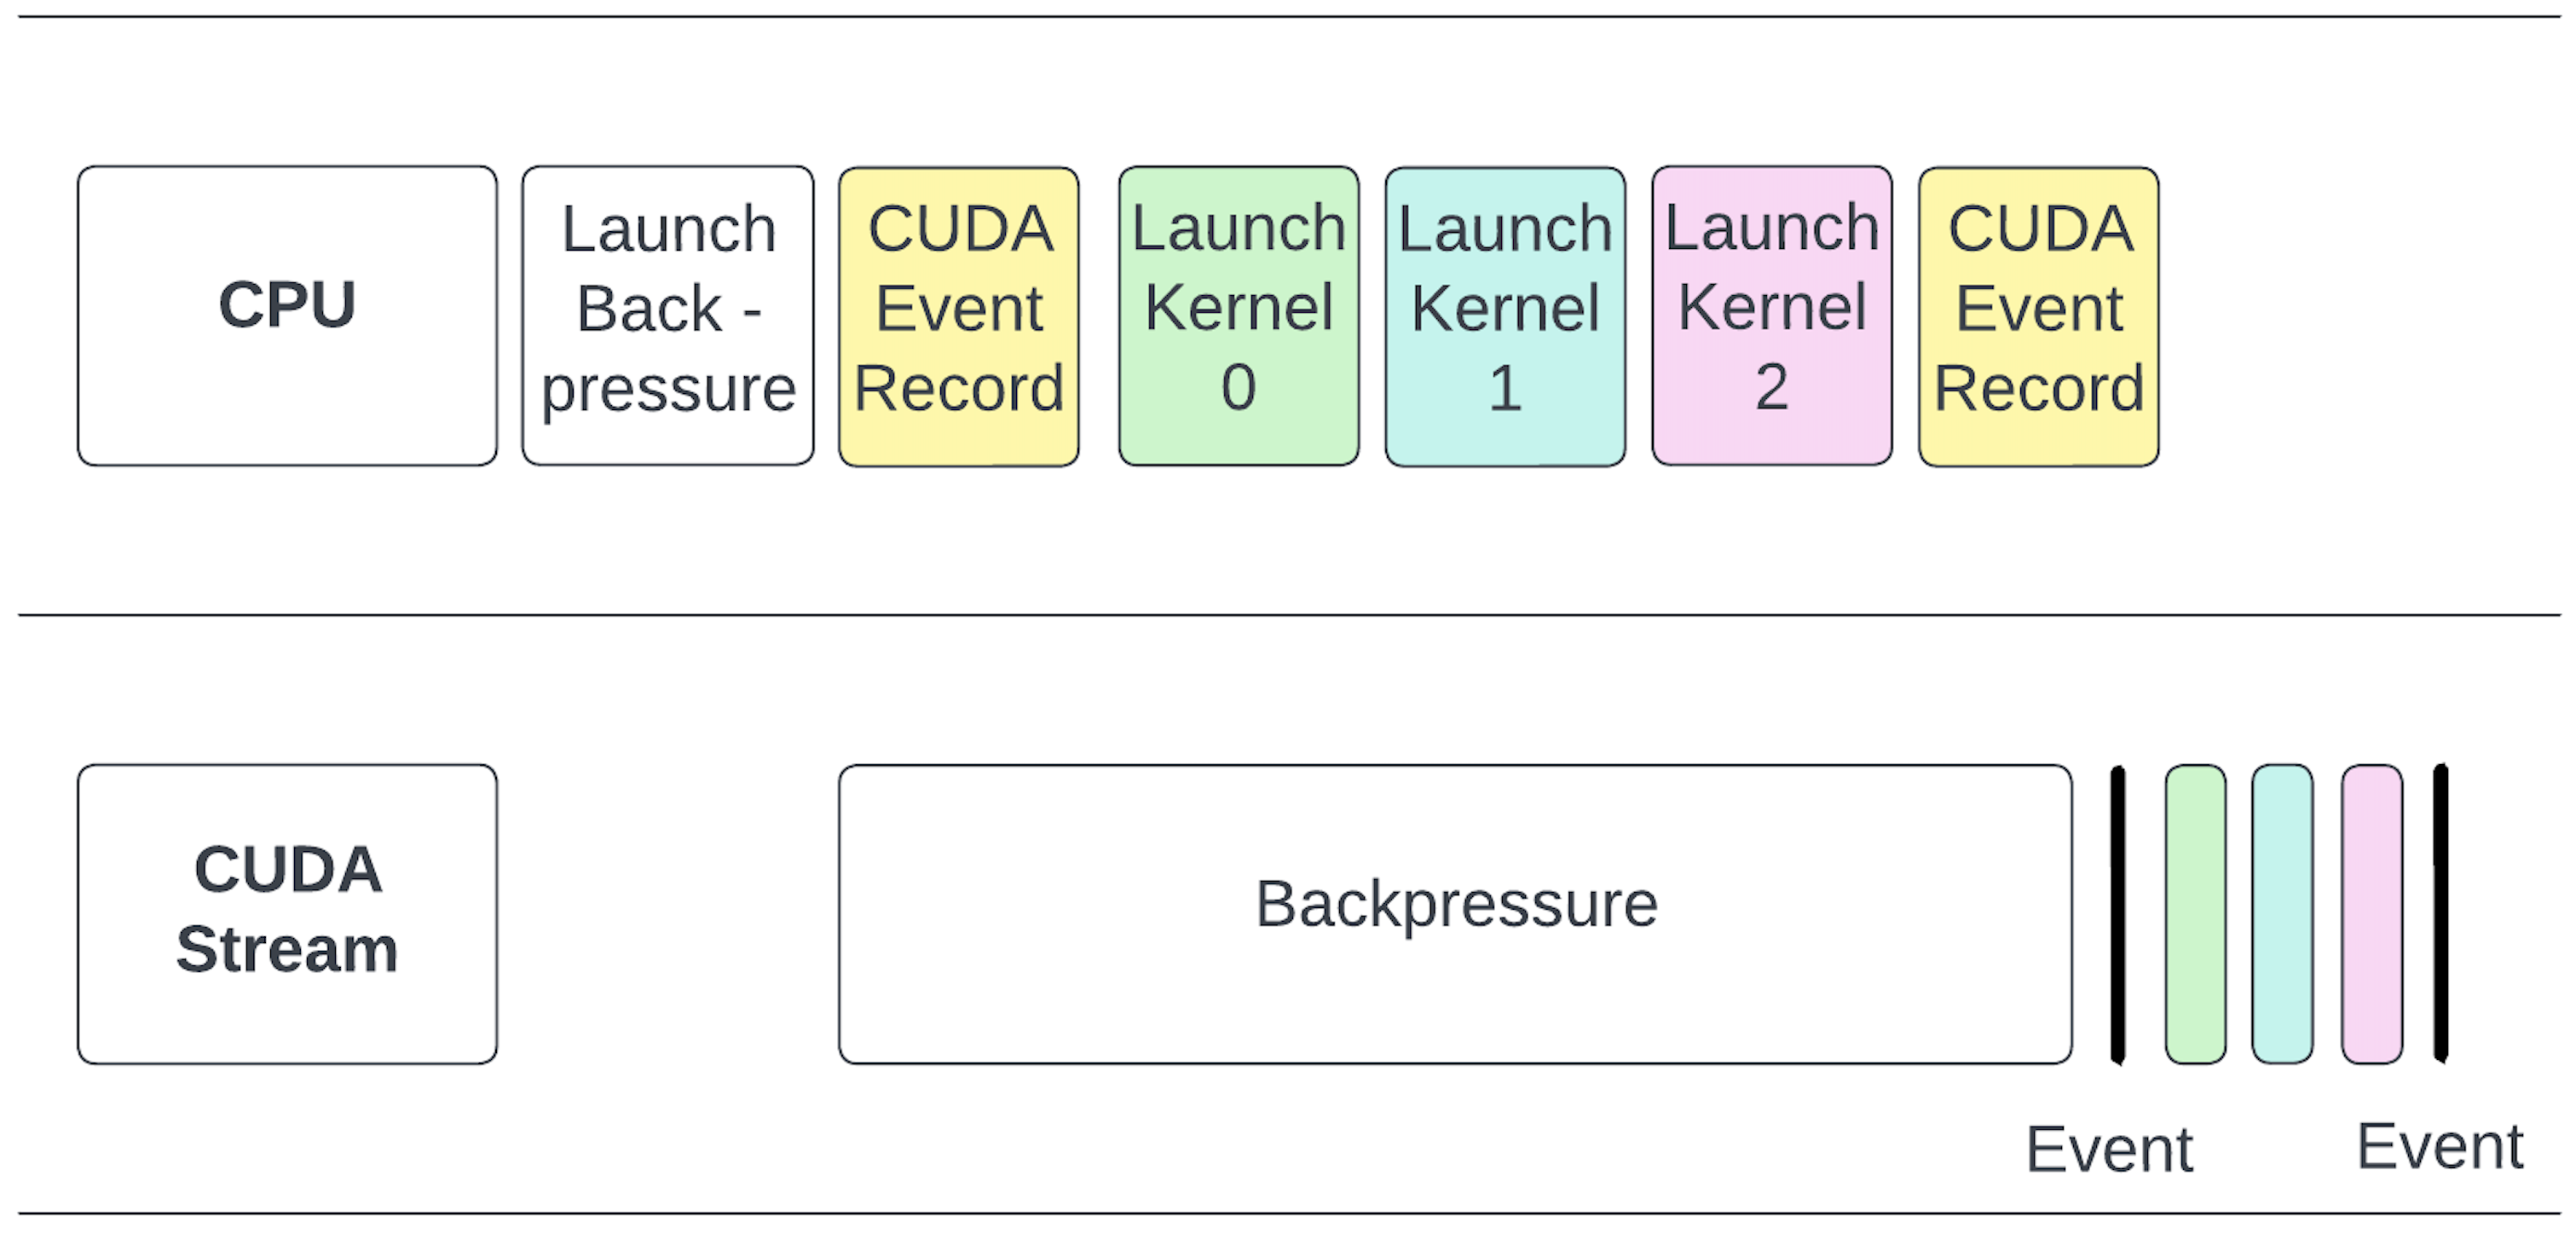 CPU
Launch
Back -
pressure
CUDA
Event
Record
Launch
Kernel
0
Launch
Kernel
1
Launch
Kernel
2
CUDA
Event
Record
CUDA
Stream
Backpressure
Event
Event